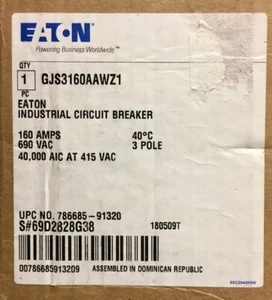 EATON
Powering Business Worldwide™
QTY
1 GJS3160AAWZ1
PC
EATON
INDUSTRIAL CIRCUIT BREAKER
160 AMPS 40°C
690 VAC 3 POLE
40,000 AIC AT 415 VAC
UPC NO. 786685-91320
S#69D2828G38 180509T
00786685913209 ASSEMBLED IN DOMINICAN REPUBLIC